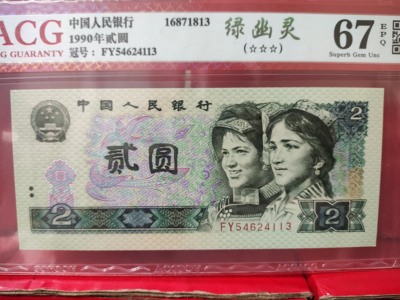 ACG
NG GUARANTY
中国人民银行
1990年贰圆
冠号：FY54624113
16871813
绿幽灵
(☆☆☆)
67
EPQ
Superb Gem Unc
中国人民银行
2
贰圆
2
FY54624113
2